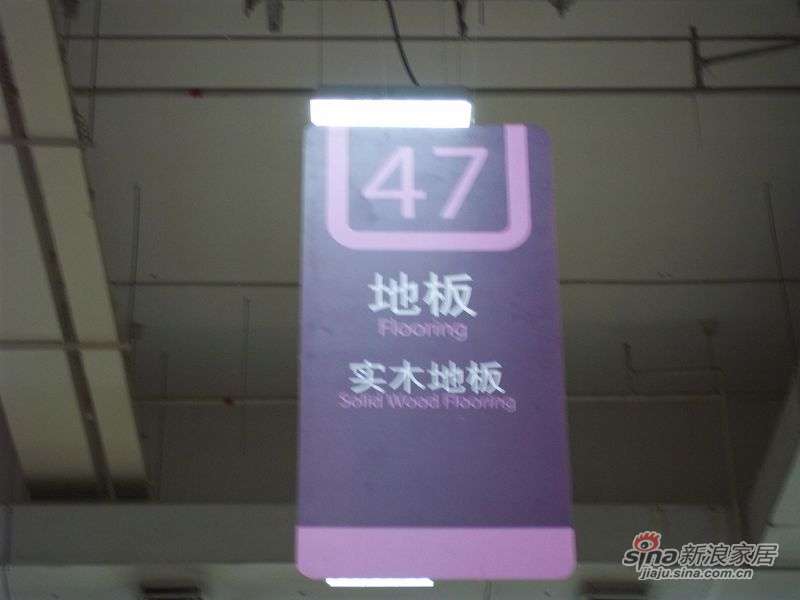 47
地板
Flooring
实木地板
Solid Wood Flooring
sina新浪家居
jiaju.sina.com.cn